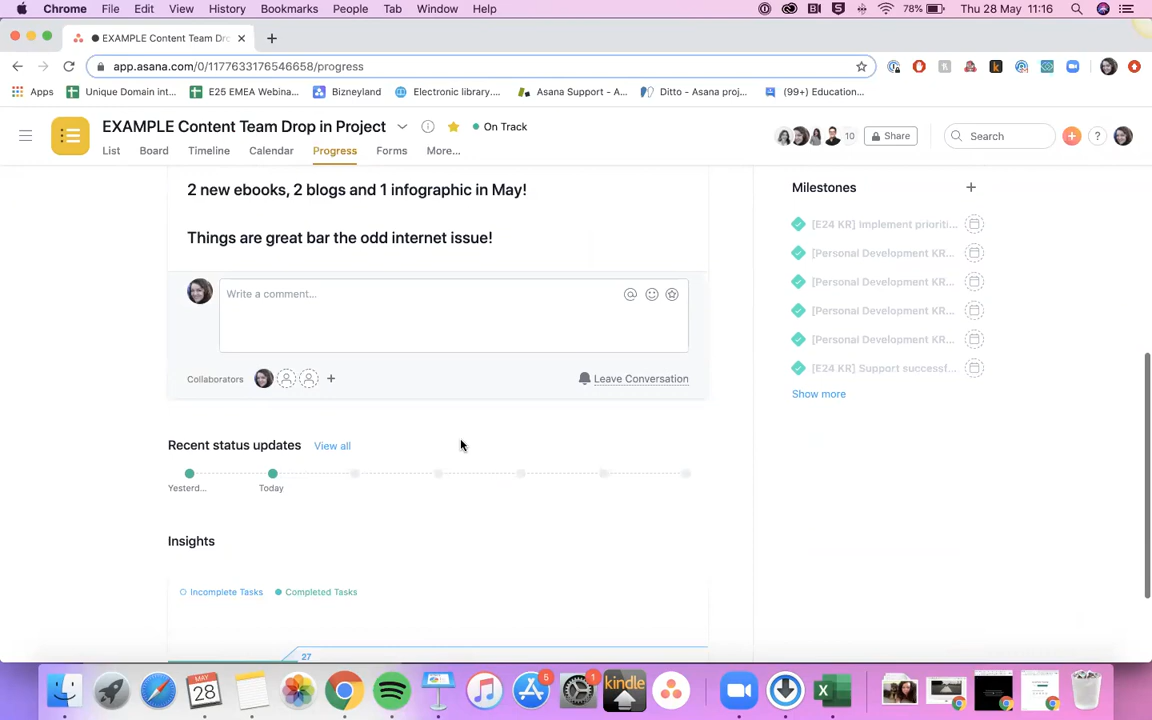 Chrome File Edit View History Bookmarks People Tab Window Help 78% Thu 28 May 11:16
EXAMPLE Content Team Dro
app.asana.com/0/1177633176546658/progress
Apps Unique Domain int... E25 EMEA Webina... Bizneyland Electronic library.... Asana Support - A... Ditto - Asana proj... (99+) Education...
EXAMPLE Content Team Drop in Project On Track 10 Share Search ?
List Board Timeline Calendar Progress Forms More...
2 new ebooks, 2 blogs and 1 infographic in May!
Things are great bar the odd internet issue!
Write a comment...
Collaborators + Leave Conversation
Recent status updates View all
Yesterd... Today
Insights
Incomplete Tasks Completed Tasks
27
Milestones +
[E24 KR] Implement prioriti...
[Personal Development KR...
[Personal Development KR...
[Personal Development KR...
[Personal Development KR...
[E24 KR] Support successf...
Show more
MAY 28 5 1 kindle